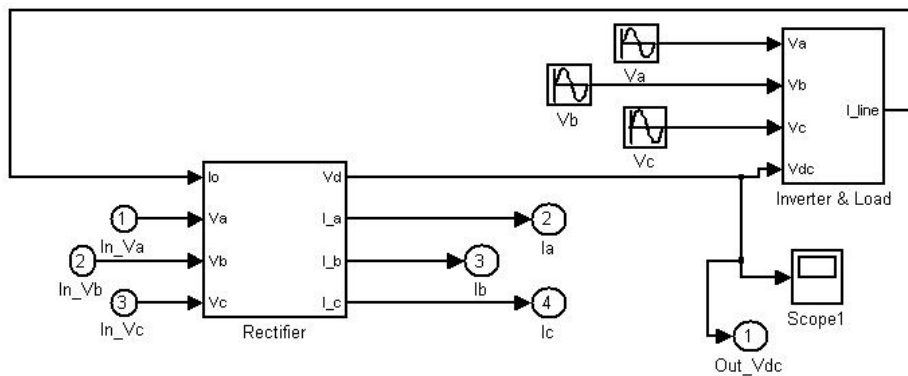 Va
Vb
Vc
Va
Vb
Vc
Vdc
I_line
Inverter & Load
Io
Va
Vb
Vc
Vd
I_a
I_b
I_c
Rectifier
1
In_Va
2
In_Vb
3
In_Vc
2
Ia
3
Ib
4
Ic
Scope1
1
Out_Vdc